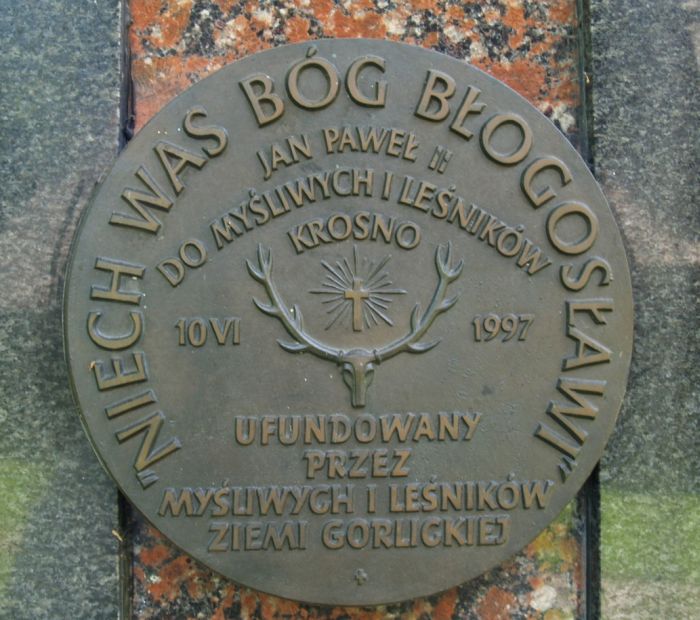 "NIECH WAS BÓG BŁOGOSŁAWI"
JAN PAWEŁ II
DO MYŚLIWYCH I LEŚNIKÓW
KROSNO
10 VI 1997
UFUNDOWANY
PRZEZ
MYŚLIWYCH I LEŚNIKÓW
ZIEMI GORLICKIEJ